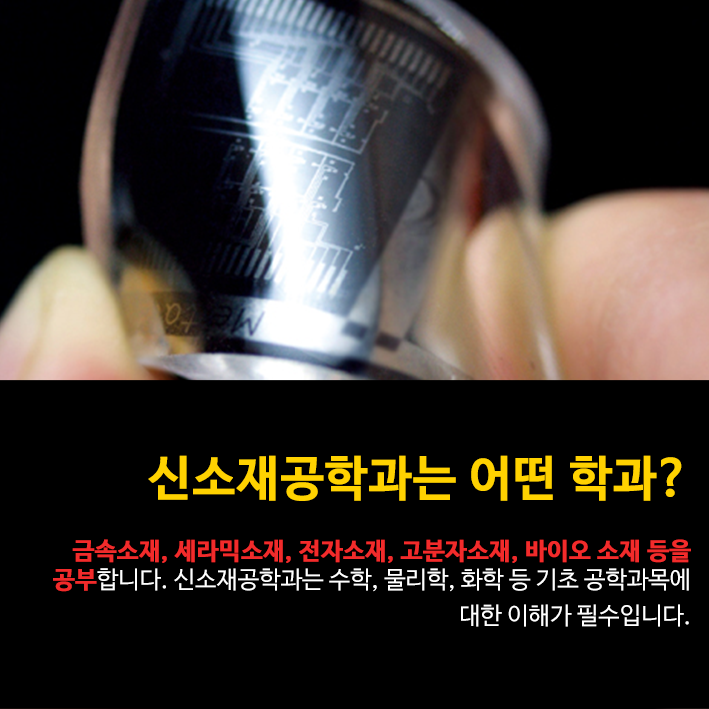 신소재공학과는 어떤 학과?
금속소재, 세라믹소재, 전자소재, 고분자소재, 바이오 소재 등을
공부합니다. 신소재공학과는 수학, 물리학, 화학 등 기초 공학과목에
대한 이해가 필수입니다.